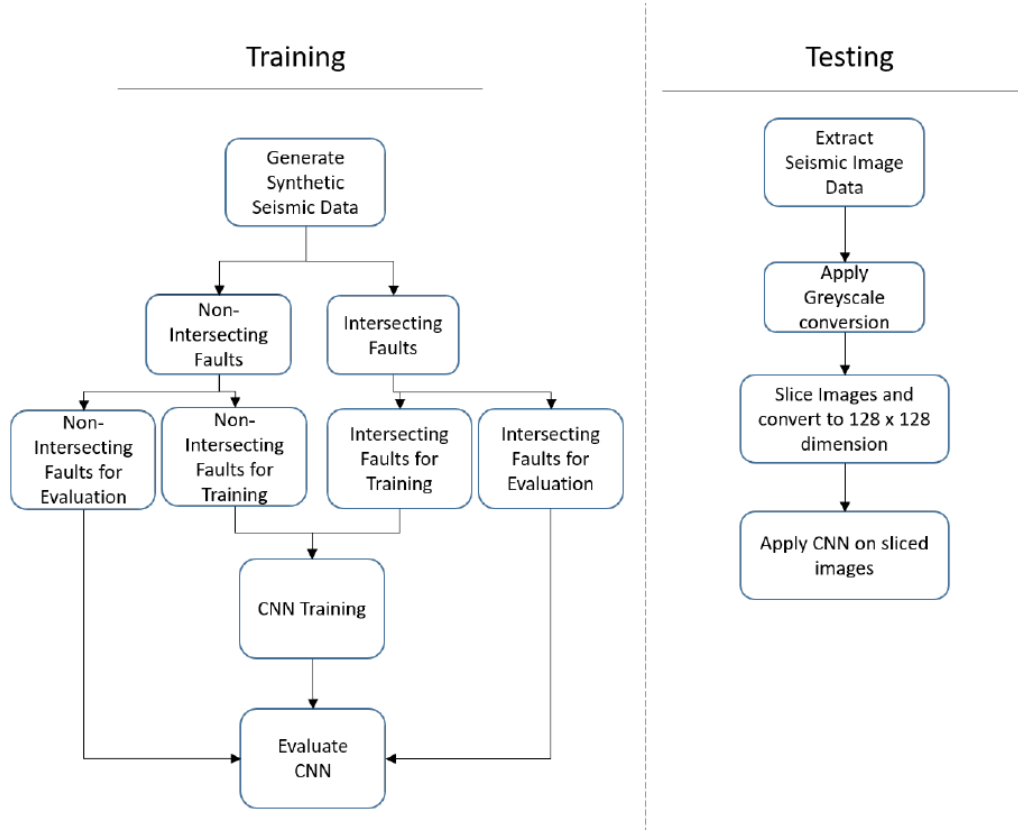 Training
Generate
Synthetic
Seismic Data
Non-
Intersecting
Faults
Intersecting
Faults
Non-
Intersecting
Faults for
Evaluation
Non-
Intersecting
Faults for
Training
Intersecting
Faults for
Training
Intersecting
Faults for
Evaluation
CNN Training
Evaluate
CNN
Testing
Extract
Seismic Image
Data
Apply
Greyscale
conversion
Slice Images and
convert to 128 x 128
dimension
Apply CNN on sliced
images